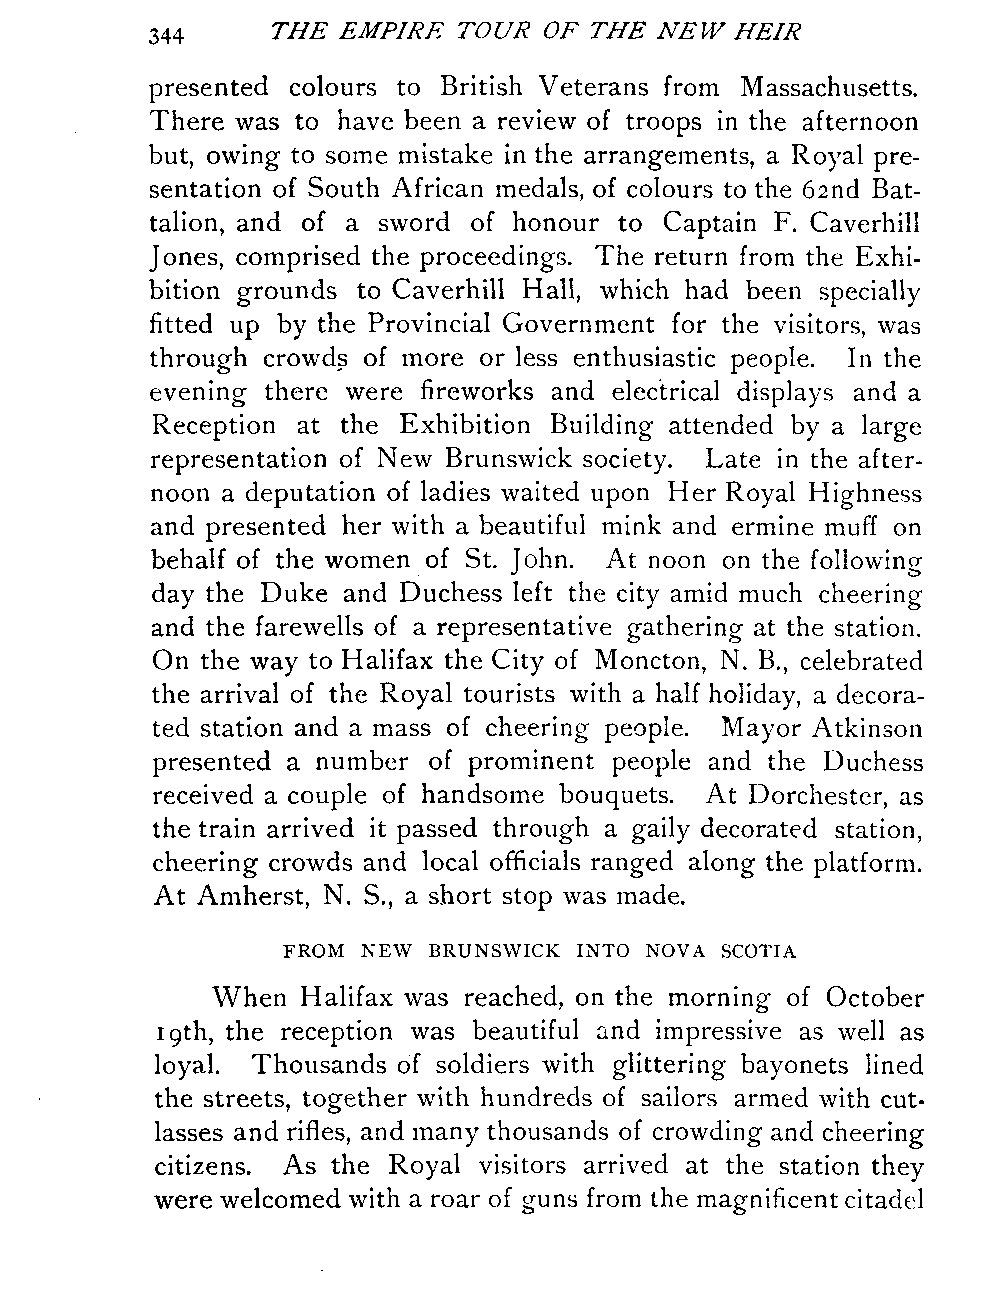 344 THE EMPIRE TOUR OF THE NEW HEIR
presented colours to British Veterans from Massachusetts.
There was to have been a review of troops in the afternoon
but, owing to some mistake in the arrangements, a Royal pre-
sentation of South African medals, of colours to the 62nd Bat-
talion, and of a sword of honour to Captain F. Caverhill
Jones, comprised the proceedings. The return from the Exhi-
bition grounds to Caverhill Hall, which had been specially
fitted up by the Provincial Government for the visitors, was
through crowds of more or less enthusiastic people. In the
evening there were fireworks and electrical displays and a
Reception at the Exhibition Building attended by a large
representation of New Brunswick society. Late in the after-
noon a deputation of ladies waited upon Her Royal Highness
and presented her with a beautiful mink and ermine muff on
behalf of the women of St. John. At noon on the following
day the Duke and Duchess left the city amid much cheering
and the farewells of a representative gathering at the station.
On the way to Halifax the City of Moncton, N. B., celebrated
the arrival of the Royal tourists with a half holiday, a decora-
ted station and a mass of cheering people. Mayor Atkinson
presented a number of prominent people and the Duchess
received a couple of handsome bouquets. At Dorchester, as
the train arrived it passed through a gaily decorated station,
cheering crowds and local officials ranged along the platform.
At Amherst, N. S., a short stop was made.
FROM NEW BRUNSWICK INTO NOVA SCOTIA
When Halifax was reached, on the morning of October
19th, the reception was beautiful and impressive as well as
loyal. Thousands of soldiers with glittering bayonets lined
the streets, together with hundreds of sailors armed with cut-
lasses and rifles, and many thousands of crowding and cheering
citizens. As the Royal visitors arrived at the station they
were welcomed with a roar of guns from the magnificent citadel